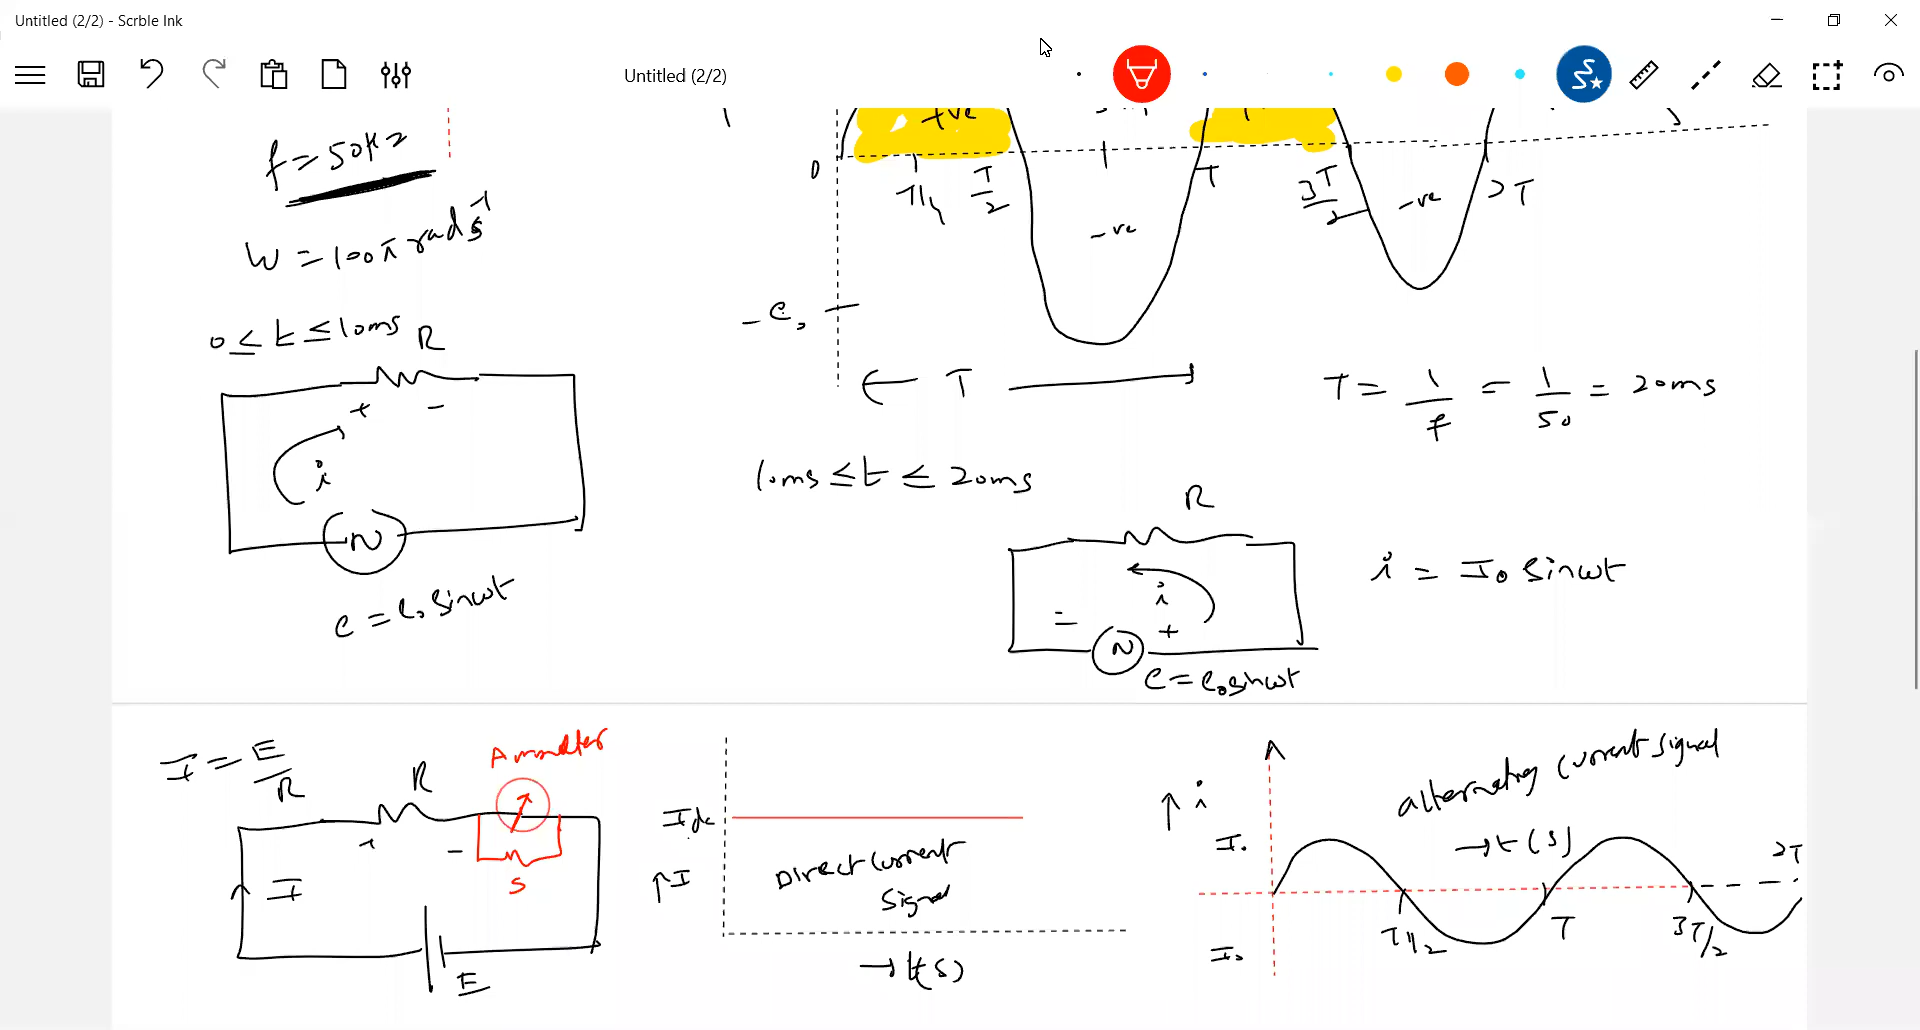 Untitled (2/2) - Scrble Ink
Untitled (2/2)
+ve
f = 50Hz
0
T/4
T/2
T
3T/2
2T
-ve
-ve
W = 100π rad s⁻¹
-e₀
0 ≤ t ≤ 10ms
R
T
T = 1/f = 1/50 = 20ms
+ -
i
10ms ≤ t ≤ 20ms
R
i = I₀ sinωt
i
- +
e = e₀ sinωt
e = e₀ sinωt
I = E/R
R
Ammeter
+ -
S
I
E
Idc
↑I
Direct Current
Signal
→ t(s)
↑ i
alternating current signal
I₀
→ t (s)
2T
T/2
T
3T/2
I₀